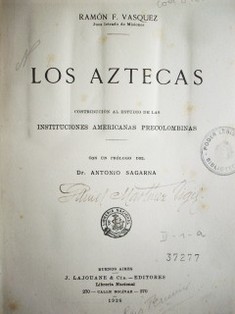 RAMÓN F. VASQUEZ
Juez letrado de Misiones
LOS AZTECAS
CONTRIBUCIÓN AL ESTUDIO DE LAS
INSTITUCIONES AMERICANAS PRECOLOMBINAS
CON UN PRÓLOGO DEL
Dr. ANTONIO SAGARNA
37277
BUENOS AIRES
J. LAJOUANE & Cía. — EDITORES
Librería Nacional
270 - CALLE BOLÍVAR - 270